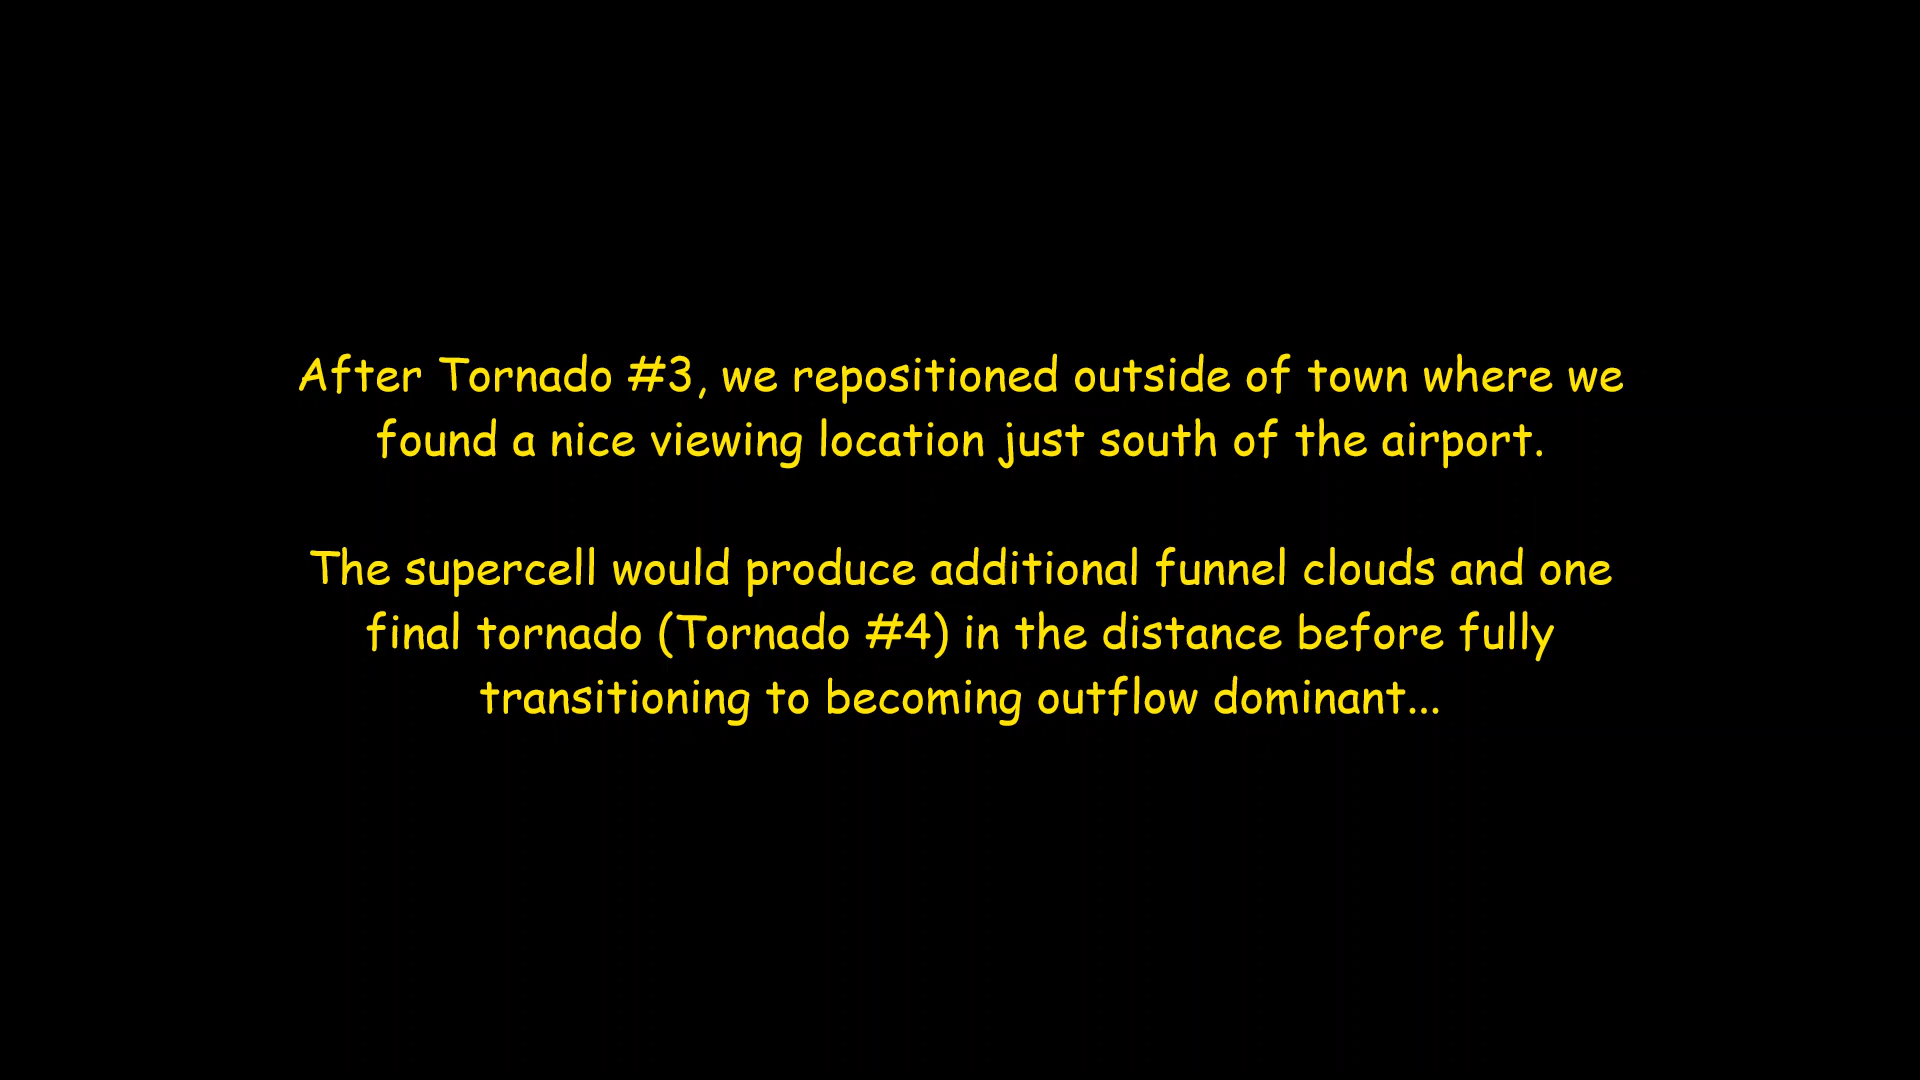 After Tornado #3, we repositioned outside of town where we
found a nice viewing location just south of the airport.
The supercell would produce additional funnel clouds and one
final tornado (Tornado #4) in the distance before fully
transitioning to becoming outflow dominant...